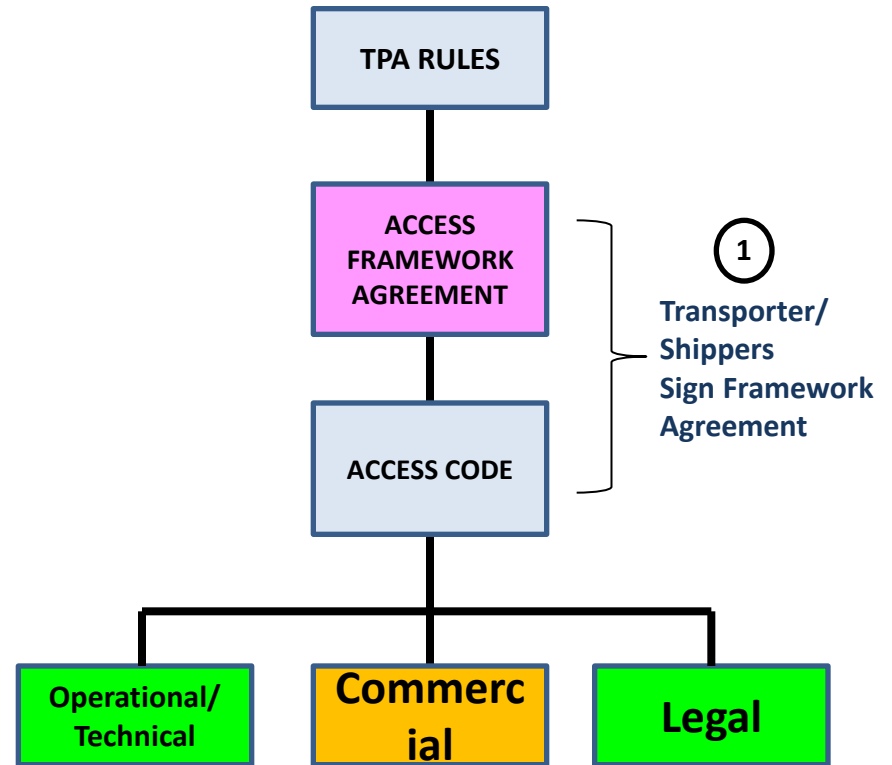 TPA RULES
ACCESS
FRAMEWORK
AGREEMENT
1
Transporter/
Shippers
Sign Framework
Agreement
ACCESS CODE
Operational/
Technical
Commerc
ial
Legal